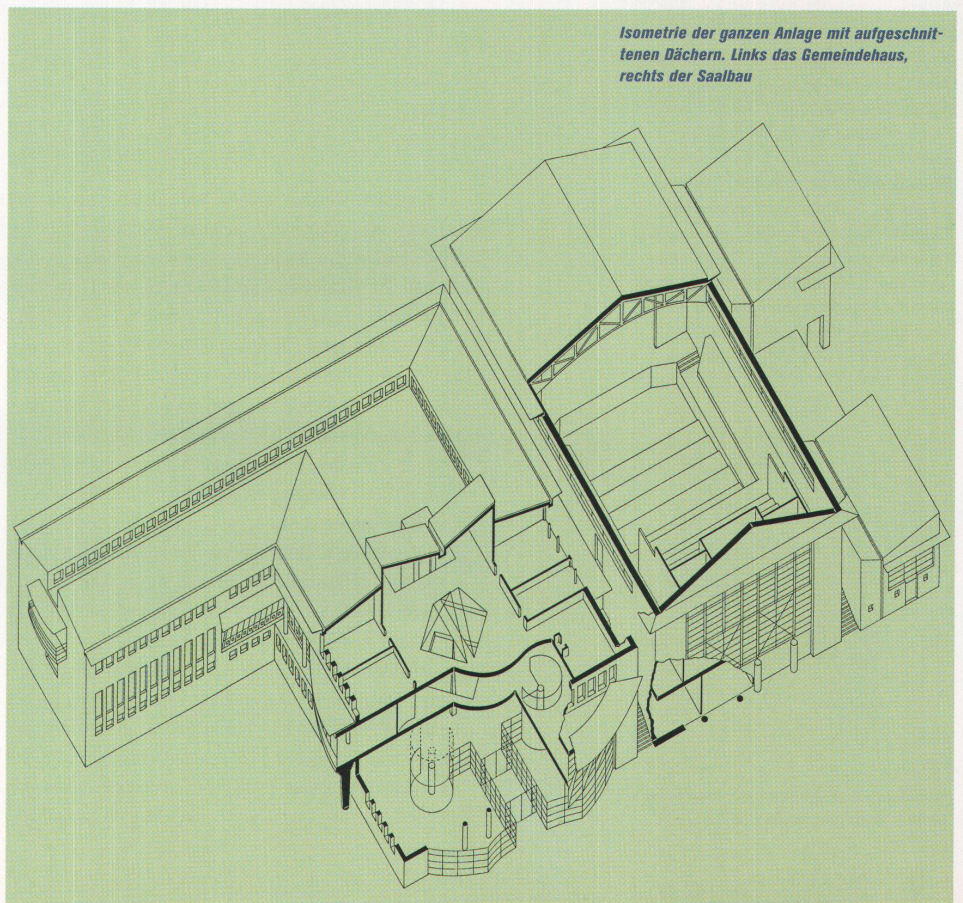 Isometrie der ganzen Anlage mit aufgeschnit-
tenen Dächern. Links das Gemeindehaus,
rechts der Saalbau